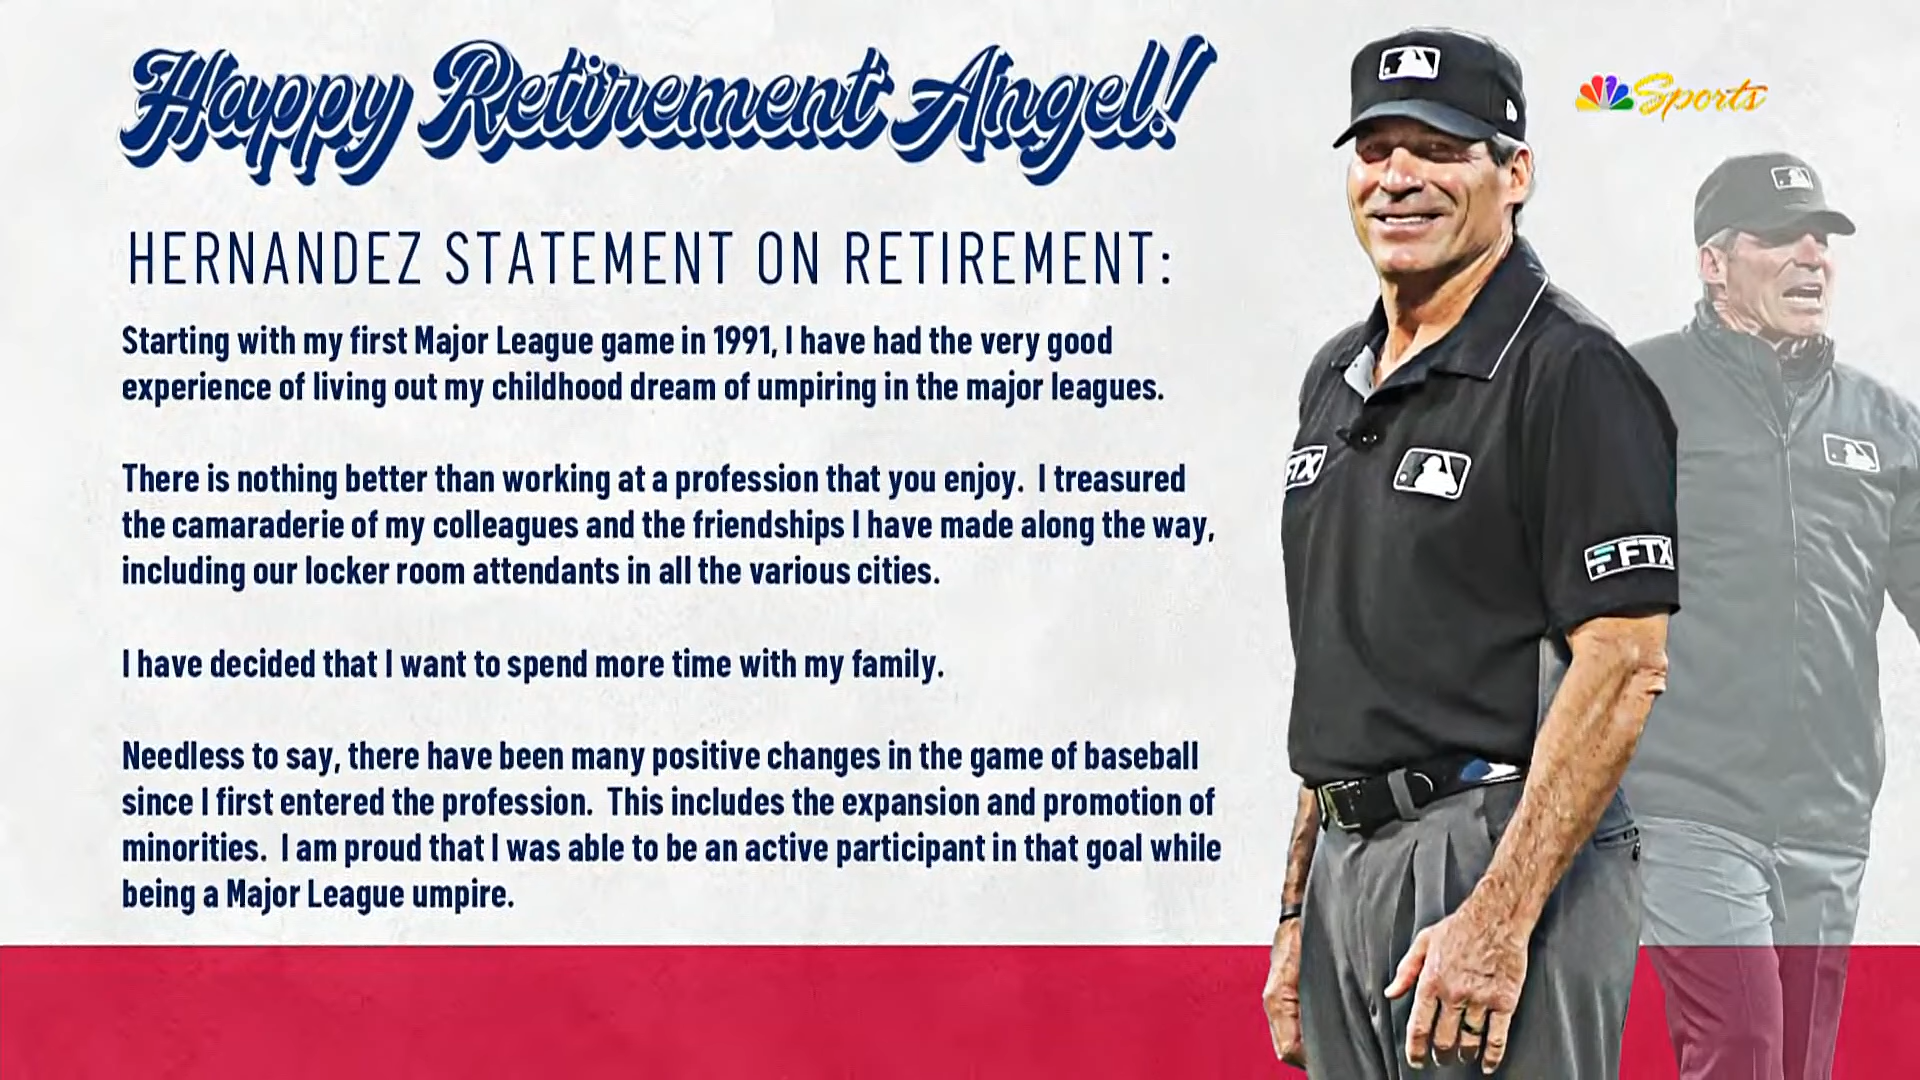 Happy Retirement Angel!
Sports
HERNANDEZ STATEMENT ON RETIREMENT:
Starting with my first Major League game in 1991, I have had the very good
experience of living out my childhood dream of umpiring in the major leagues.
There is nothing better than working at a profession that you enjoy.  I treasured
the camaraderie of my colleagues and the friendships I have made along the way,
including our locker room attendants in all the various cities.
I have decided that I want to spend more time with my family.
Needless to say, there have been many positive changes in the game of baseball
since I first entered the profession.  This includes the expansion and promotion of
minorities.  I am proud that I was able to be an active participant in that goal while
being a Major League umpire.
FTX
FTX